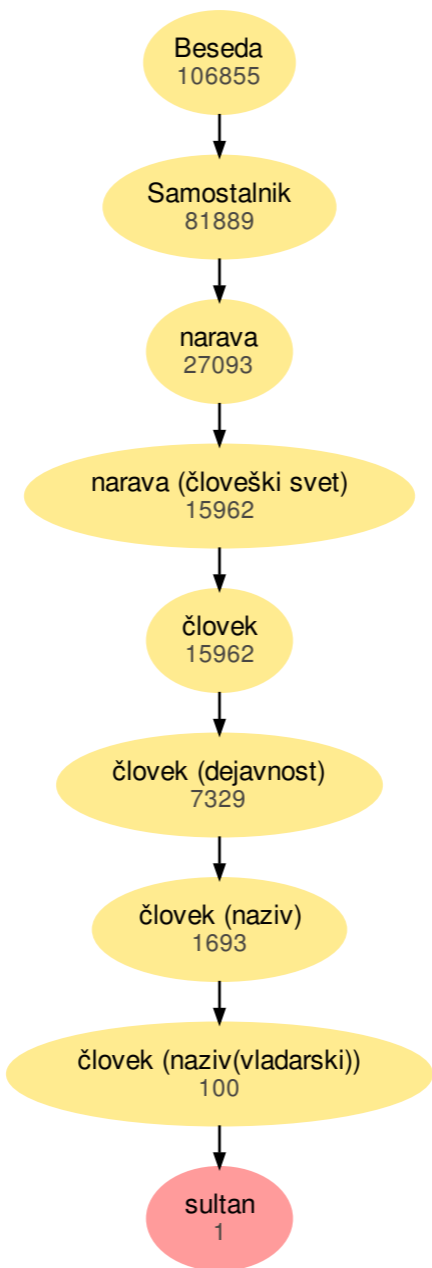 Beseda
106855
Samostalnik
81889
narava
27093
narava (človeški svet)
15962
človek
15962
človek (dejavnost)
7329
človek (naziv)
1693
človek (naziv(vladarski))
100
sultan
1